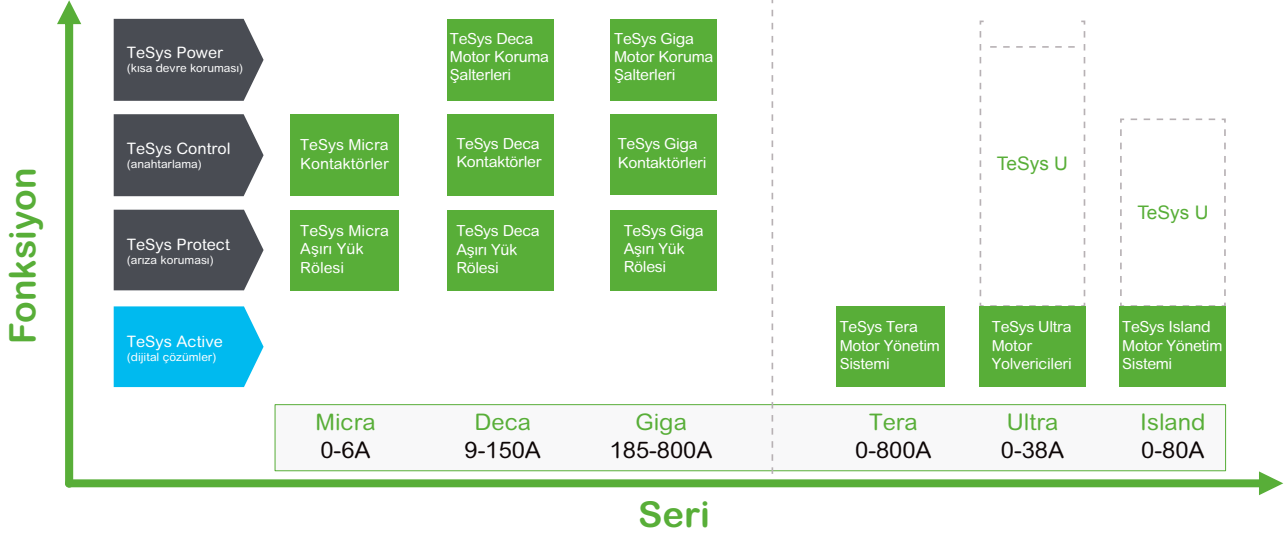 Fonksiyon
TeSys Power
(kısa devre koruması)
TeSys Deca
Motor Koruma
Şalterleri
TeSys Giga
Motor Koruma
Şalterleri
TeSys Control
(anahtarlama)
TeSys Micra
Kontaktörler
TeSys Deca
Kontaktörler
TeSys Giga
Kontaktörleri
TeSys U
TeSys U
TeSys Protect
(arıza koruması)
TeSys Micra
Aşırı Yük
Rölesi
TeSys Deca
Aşırı Yük
Rölesi
TeSys Giga
Aşırı Yük
Rölesi
TeSys Active
(dijital çözümler)
TeSys Tera
Motor Yönetim
Sistemi
TeSys Ultra
Motor
Yolvericileri
TeSys Island
Motor Yönetim
Sistemi
Micra
0-6A
Deca
9-150A
Giga
185-800A
Tera
0-800A
Ultra
0-38A
Island
0-80A
Seri